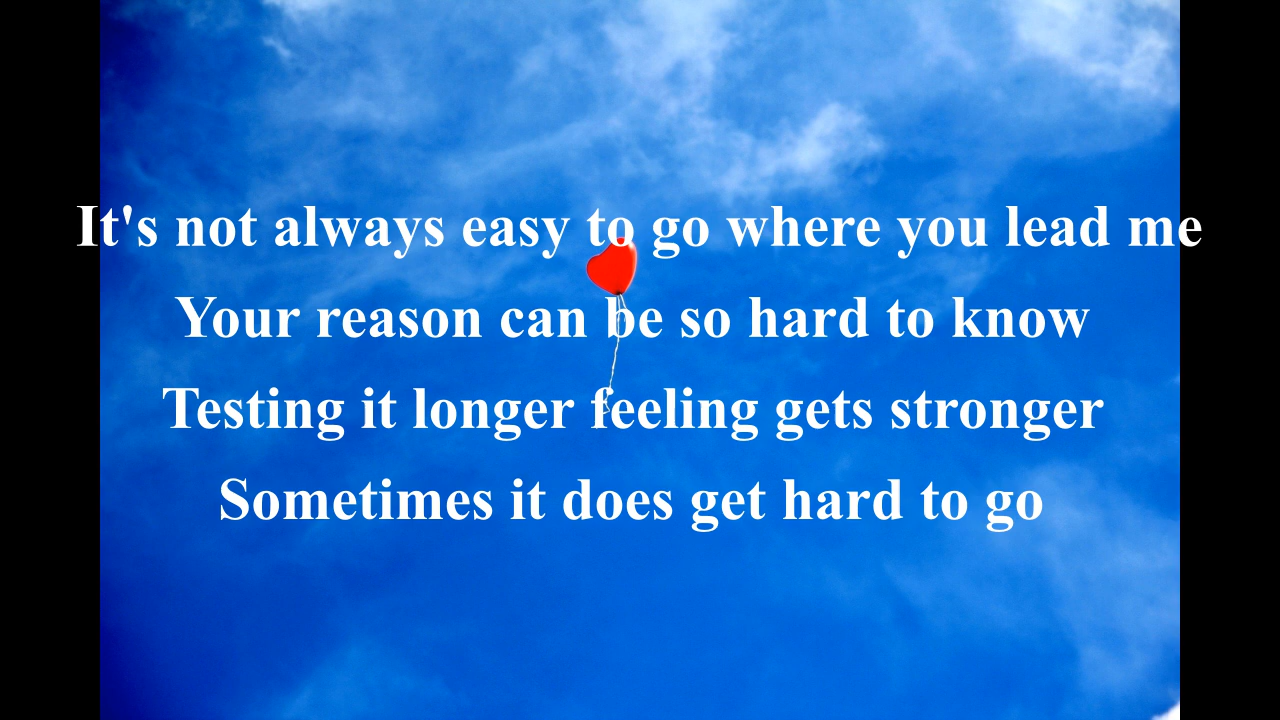 It's not always easy to go where you lead me
Your reason can be so hard to know
Testing it longer feeling gets stronger
Sometimes it does get hard to go